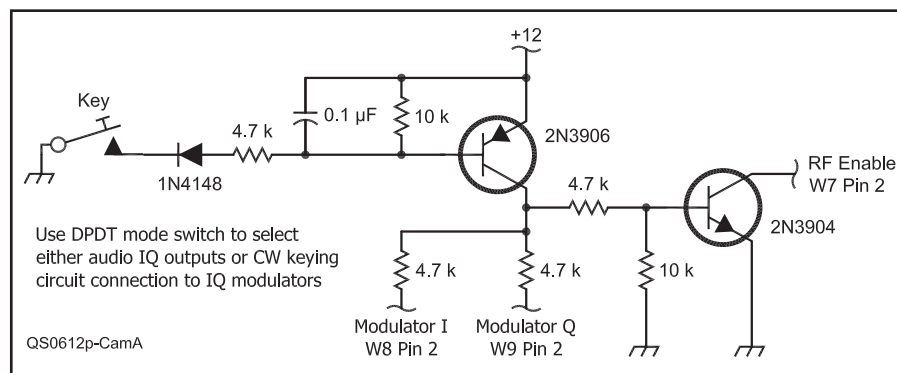 +12
Key
0.1 µF
10 k
4.7 k
2N3906
1N4148
4.7 k
RF Enable
W7 Pin 2
2N3904
Use DPDT mode switch to select
either audio IQ outputs or CW keying
circuit connection to IQ modulators
4.7 k
4.7 k
10 k
Modulator I
W8 Pin 2
Modulator Q
W9 Pin 2
QS0612p-CamA